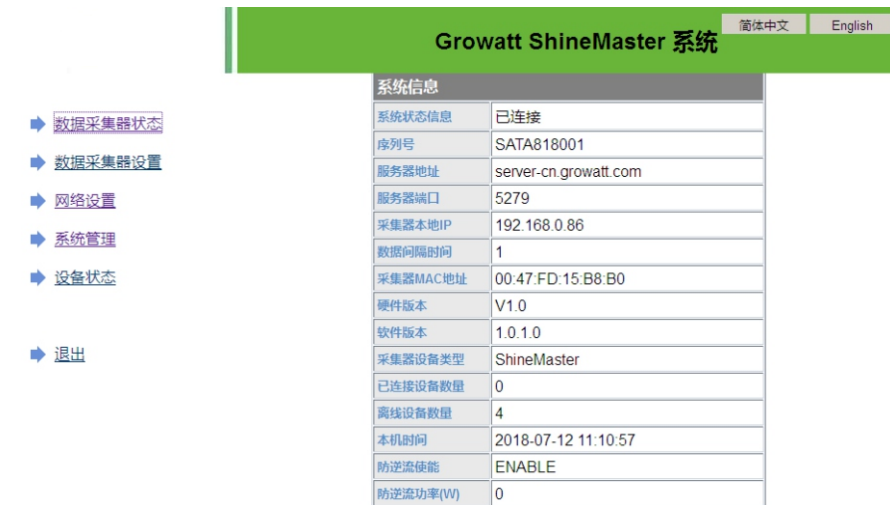 Growatt ShineMaster 系统
简体中文 English
数据采集器状态
数据采集器设置
网络设置
系统管理
设备状态
退出
系统信息
系统状态信息 已连接
序列号 SATA818001
服务器地址 server-cn.growatt.com
服务器端口 5279
采集器本地IP 192.168.0.86
数据间隔时间 1
采集器MAC地址 00:47:FD:15:B8:B0
硬件版本 V1.0
软件版本 1.0.1.0
采集器设备类型 ShineMaster
已连接设备数量 0
离线设备数量 4
本机时间 2018-07-12 11:10:57
防逆流使能 ENABLE
防逆流功率(W) 0